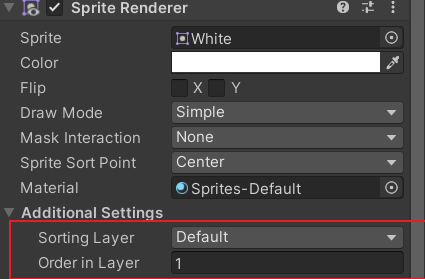 Sprite Renderer
Sprite White
Color
Flip X Y
Draw Mode Simple
Mask Interaction None
Sprite Sort Point Center
Material Sprites-Default
Additional Settings
Sorting Layer Default
Order in Layer 1